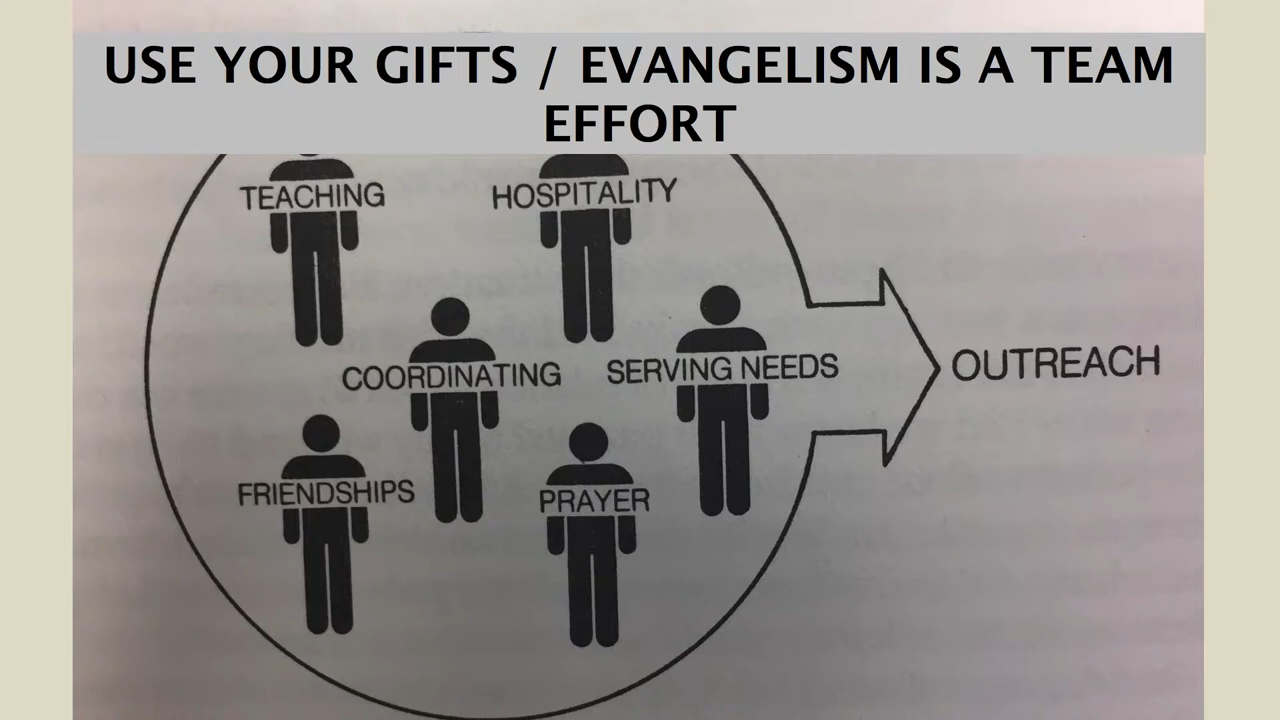 USE YOUR GIFTS / EVANGELISM IS A TEAM
EFFORT
TEACHING
HOSPITALITY
COORDINATING
SERVING NEEDS
OUTREACH
FRIENDSHIPS
PRAYER